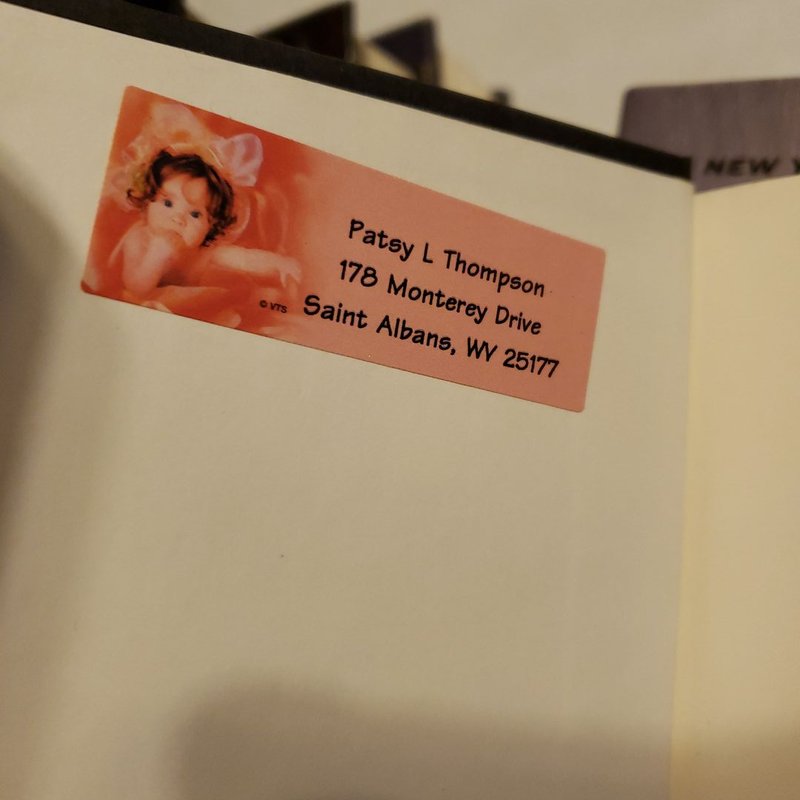 NEW
Patsy L Thompson
178 Monterey Drive
© VTS
Saint Albans, WV 25177